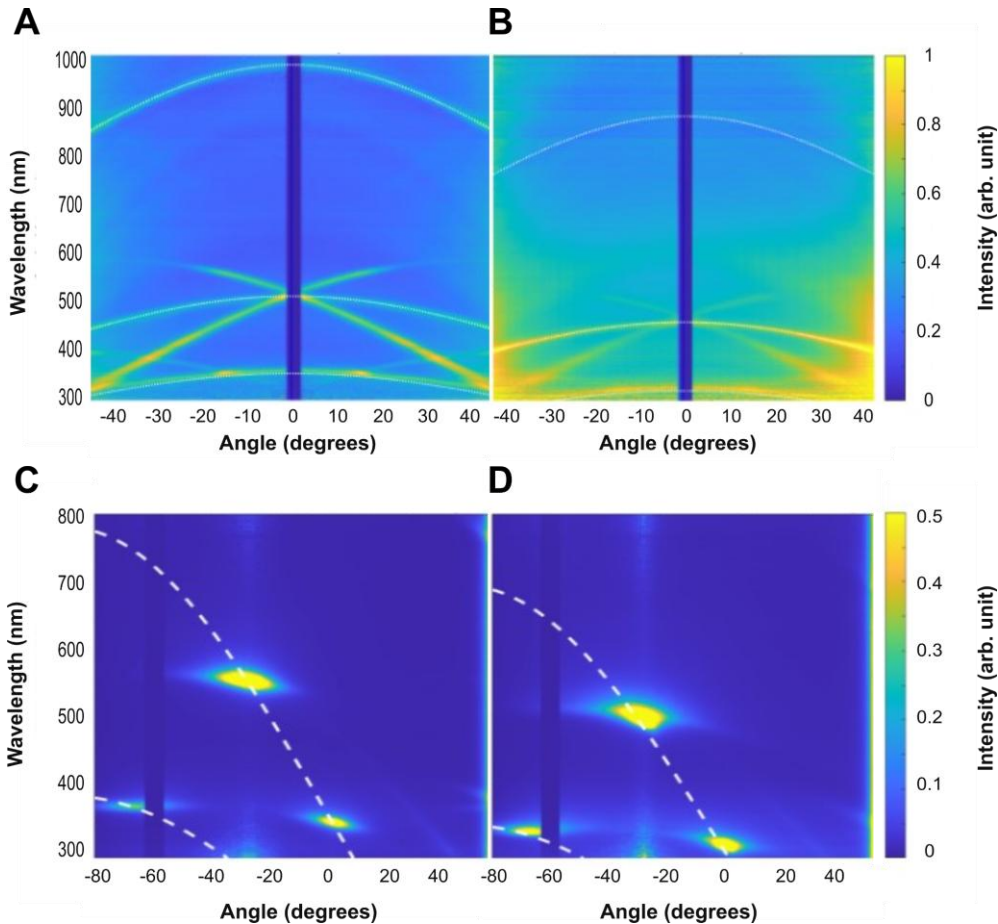 A
B
1000
900
800
700
600
500
400
300
Wavelength (nm)
-40 -30 -20 -10 0 10 20 30 40
Angle (degrees)
-40 -30 -20 -10 0 10 20 30 40
Angle (degrees)
1
0.8
0.6
0.4
0.2
0
Intensity (arb. unit)
C
D
800
700
600
500
400
300
Wavelength (nm)
-80 -60 -40 -20 0 20 40
Angle (degrees)
-80 -60 -40 -20 0 20 40
Angle (degrees)
0.5
0.4
0.3
0.2
0.1
0
Intensity (arb. unit)